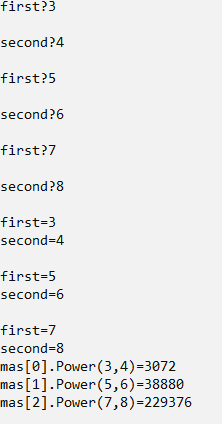 first?3
second?4
first?5
second?6
first?7
second?8
first=3
second=4
first=5
second=6
first=7
second=8
mas[0].Power(3,4)=3072
mas[1].Power(5,6)=38880
mas[2].Power(7,8)=229376